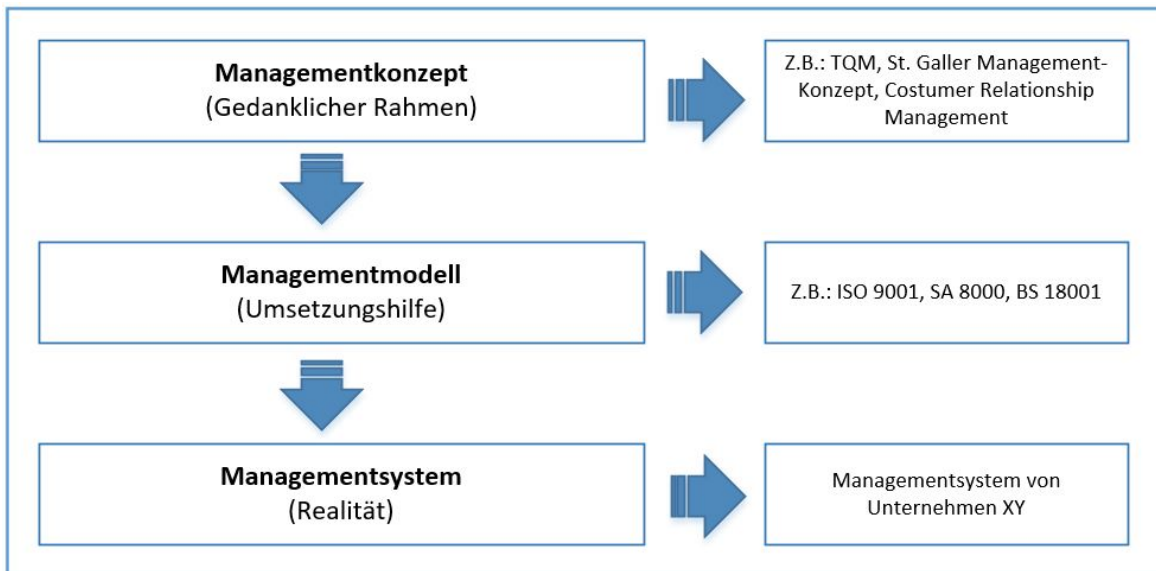 Managementkonzept
(Gedanklicher Rahmen)
Z.B.: TQM, St. Galler Management-
Konzept, Costumer Relationship
Management
Managementmodell
(Umsetzungshilfe)
Z.B.: ISO 9001, SA 8000, BS 18001
Managementsystem
(Realität)
Managementsystem von
Unternehmen XY